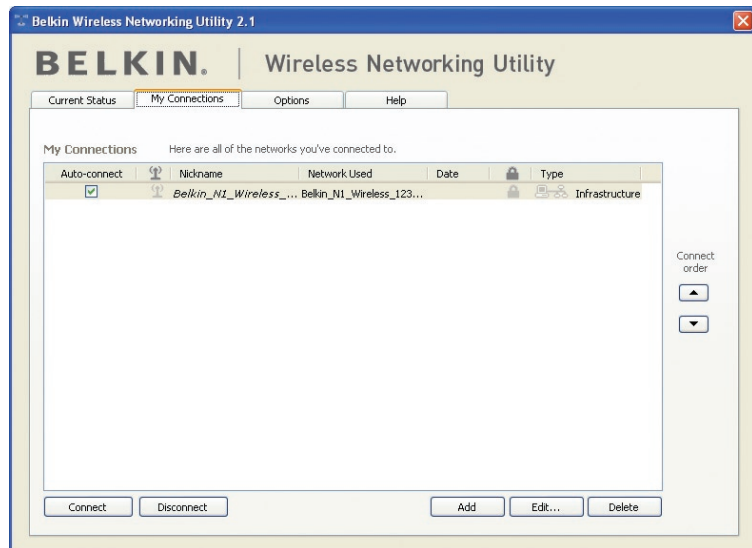 Belkin Wireless Networking Utility 2.1
BELKIN. | Wireless Networking Utility
Current Status My Connections Options Help
My Connections Here are all of the networks you've connected to.
Auto-connect Nickname Network Used Date Type
Belkin_N1_Wireless_... Belkin_N1_Wireless_123... Infrastructure
Connect
order
Connect Disconnect Add Edit... Delete